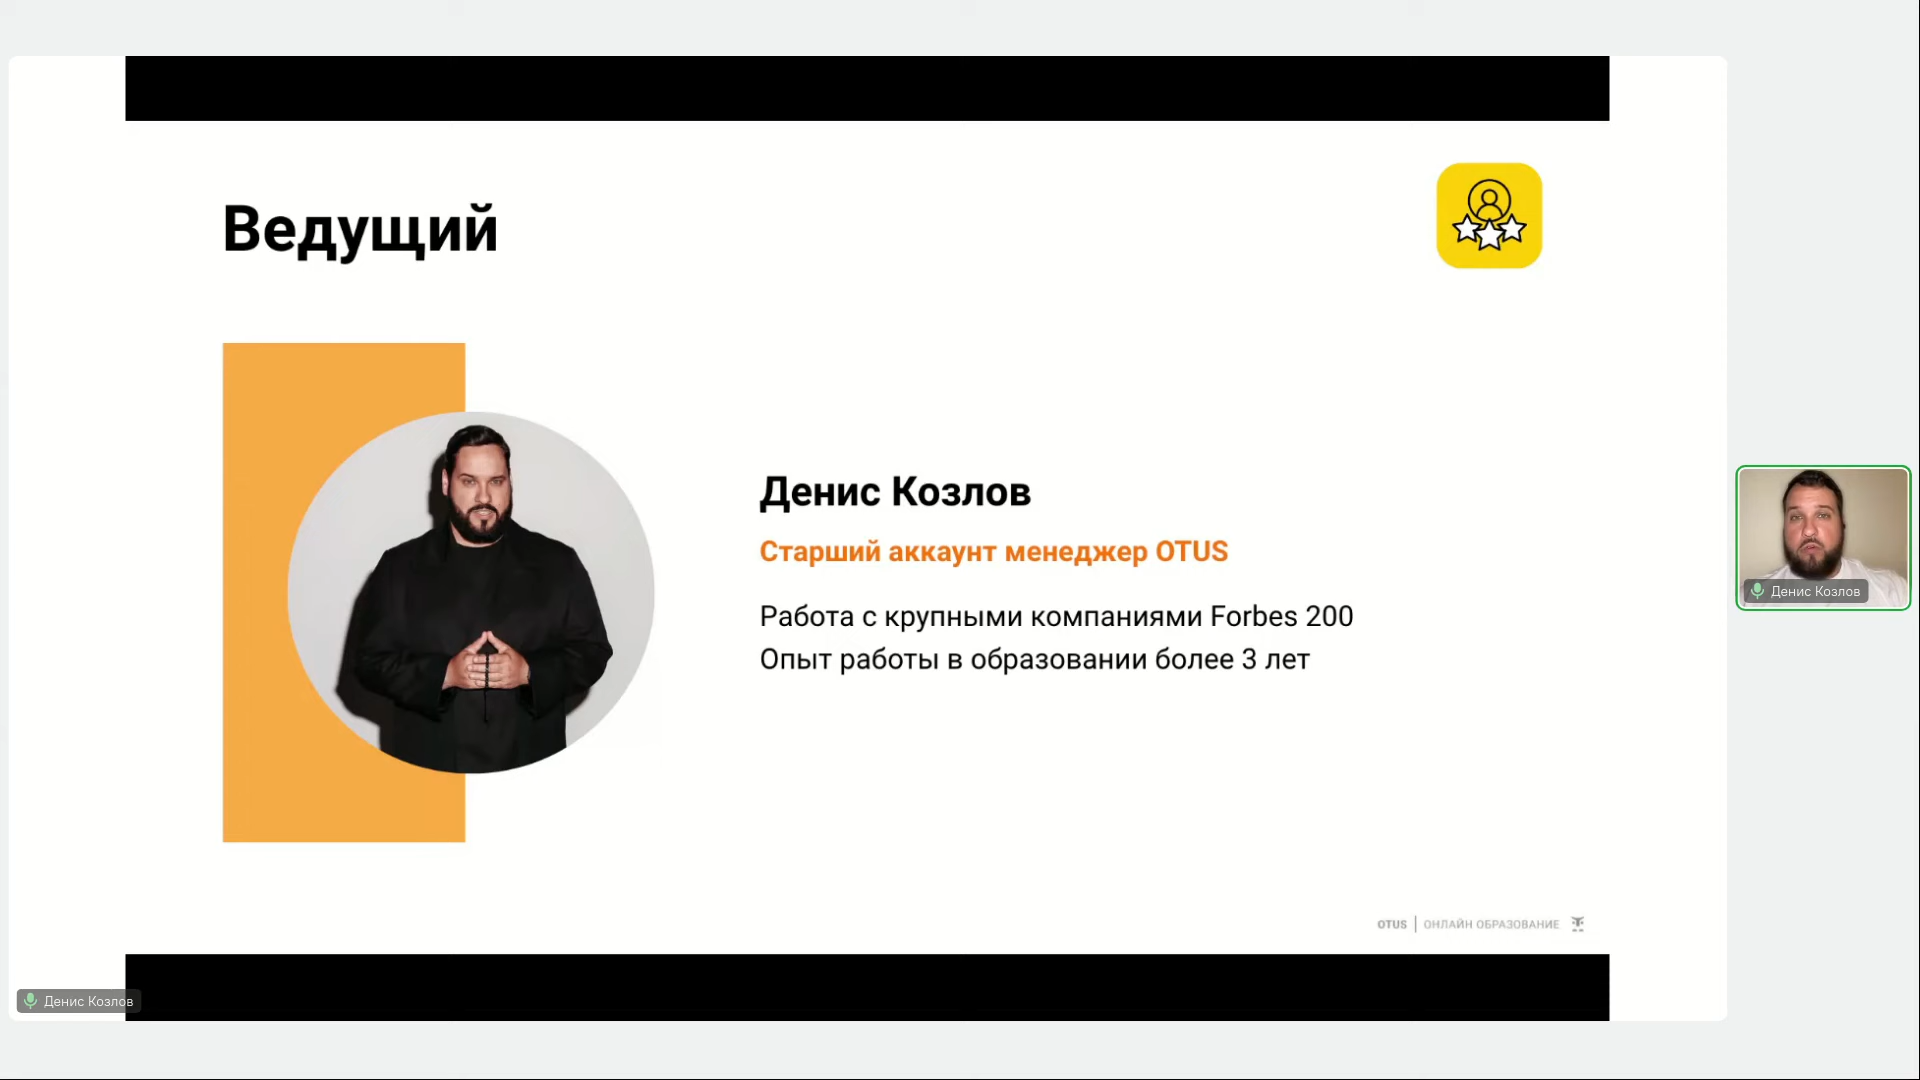 Ведущий
Денис Козлов
Старший аккаунт менеджер OTUS
Работа с крупными компаниями Forbes 200
Опыт работы в образовании более 3 лет
Денис Козлов
OTUS | ОНЛАЙН ОБРАЗОВАНИЕ
Денис Козлов